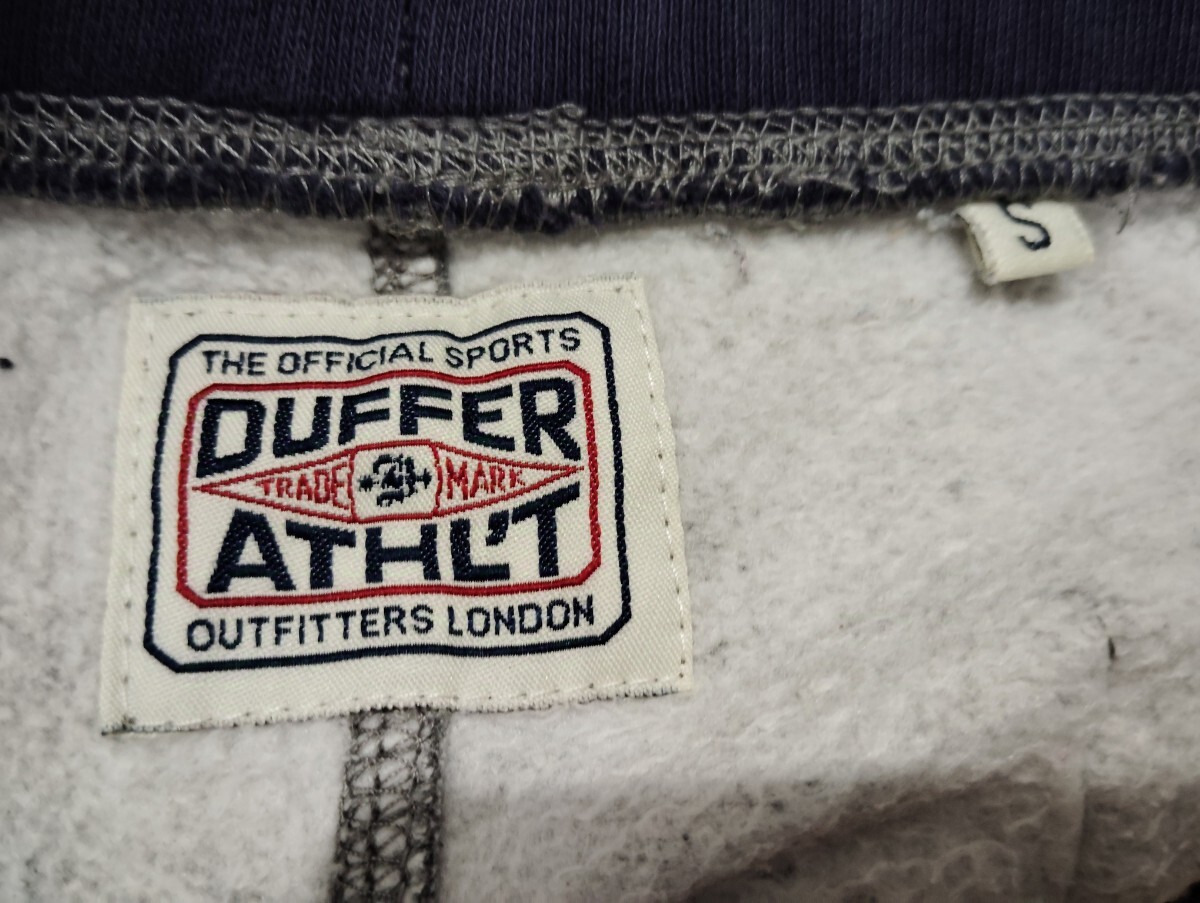 THE OFFICIAL SPORTS
DUFFER
TRADE MARK
ATHL'T
OUTFITTERS LONDON
S